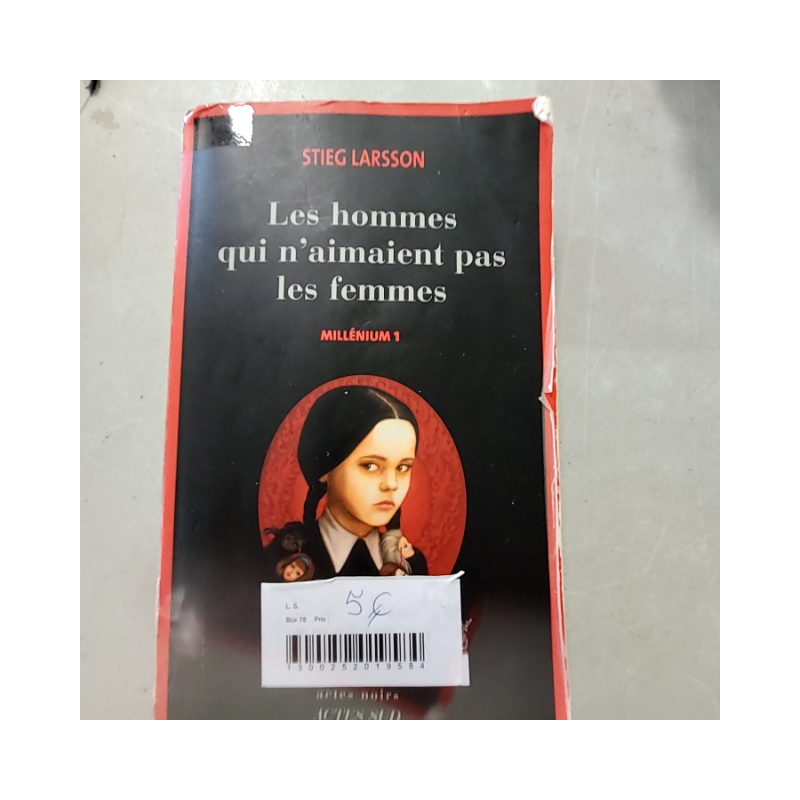 STIEG LARSSON
Les hommes
qui n'aimaient pas
les femmes
MILLÉNIUM 1
L. S.
Box 78 Prix : 5 €
1300252019584
actes noirs
ACTES SUD